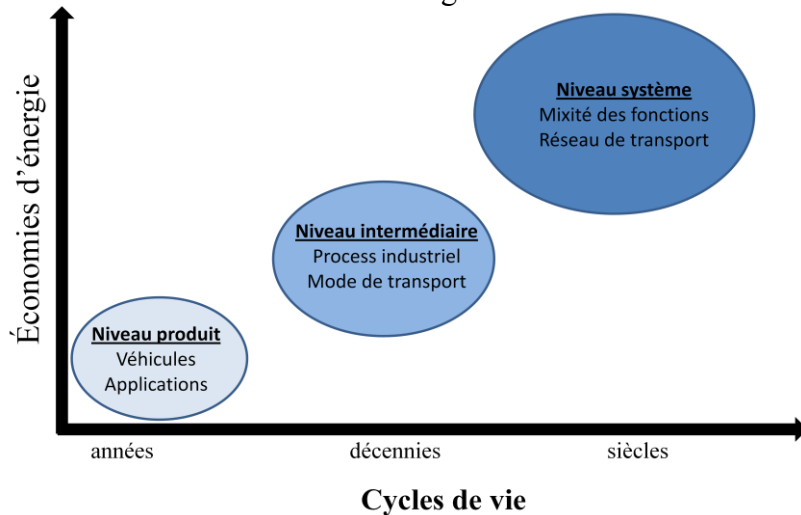 Économies d'énergie
Niveau système
Mixité des fonctions
Réseau de transport
Niveau intermédiaire
Process industriel
Mode de transport
Niveau produit
Véhicules
Applications
années
décennies
siècles
Cycles de vie